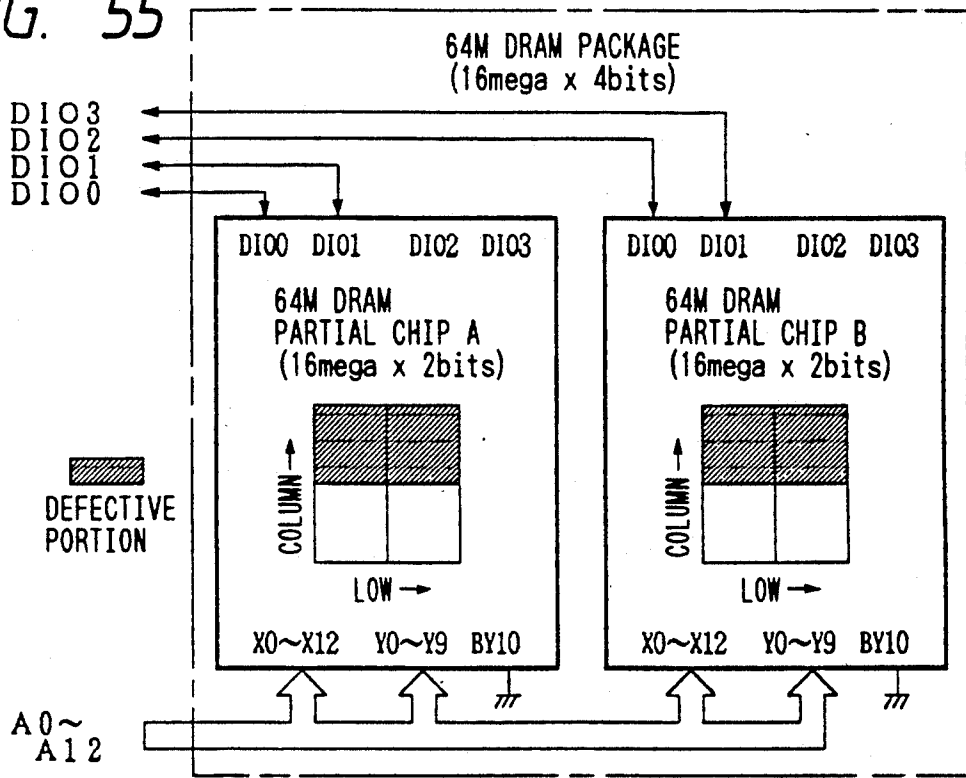 G. 55
64M DRAM PACKAGE
(16mega x 4bits)
DIO3
DIO2
DIO1
DIO0
DIO0 DIO1 DIO2 DIO3
64M DRAM
PARTIAL CHIP A
(16mega x 2bits)
COLUMN
LOW
X0~X12 Y0~Y9 BY10
DIO0 DIO1 DIO2 DIO3
64M DRAM
PARTIAL CHIP B
(16mega x 2bits)
COLUMN
LOW
X0~X12 Y0~Y9 BY10
DEFECTIVE
PORTION
A0~
A12